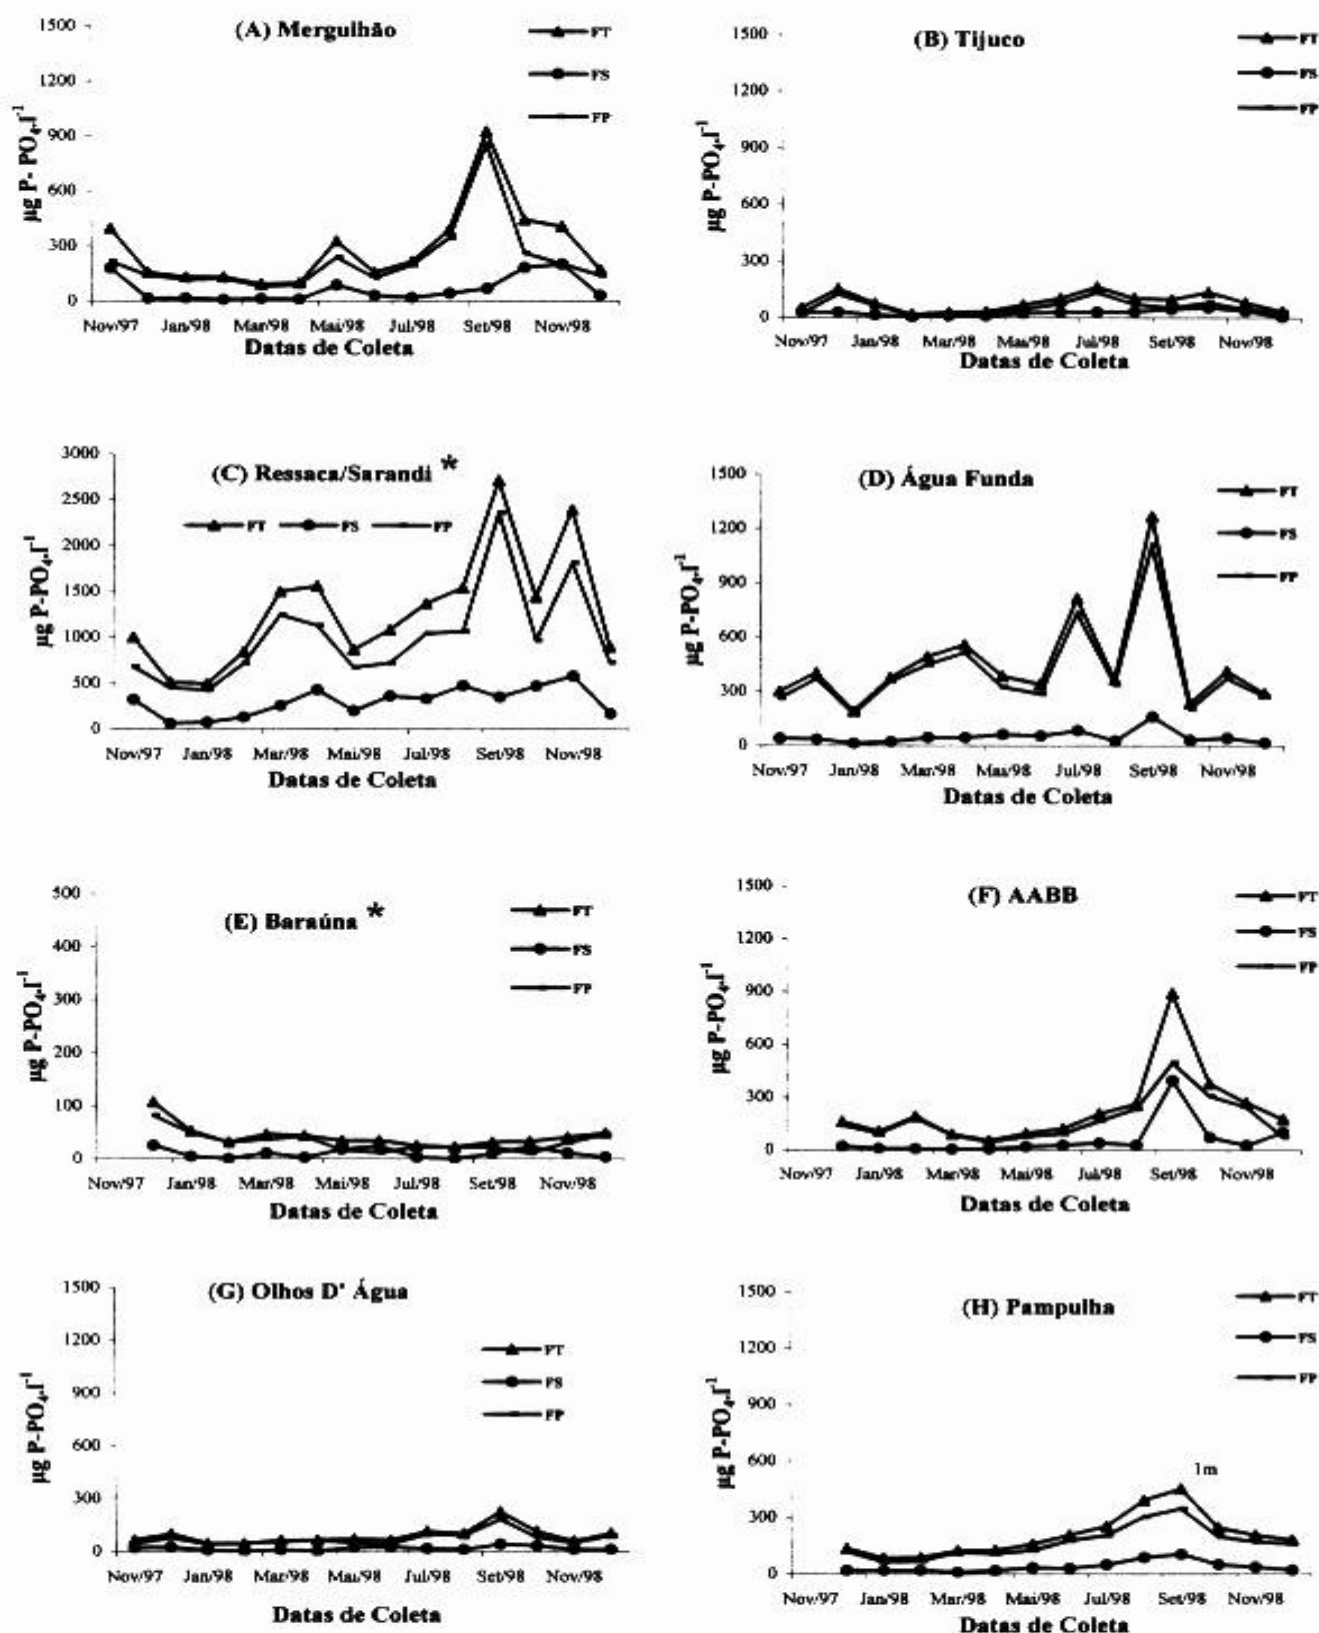 (A) Mergulhão
µg P- PO₄.l⁻¹
1500
1200
900
600
300
0
FT
FS
FP
Nov/97 Jan/98 Mar/98 Mai/98 Jul/98 Set/98 Nov/98
Datas de Coleta
(B) Tijuco
µg P-PO₄.l⁻¹
1500
1200
900
600
300
0
FT
FS
FP
Nov/97 Jan/98 Mar/98 Mai/98 Jul/98 Set/98 Nov/98
Datas de Coleta
(C) Ressaca/Sarandi *
µg P-PO₄.l⁻¹
3000
2500
2000
1500
1000
500
0
FT FS FP
Nov/97 Jan/98 Mar/98 Mai/98 Jul/98 Set/98 Nov/98
Datas de Coleta
(D) Água Funda
µg P-PO₄.l⁻¹
1500
1200
900
600
300
0
FT
FS
FP
Nov/97 Jan/98 Mar/98 Mai/98 Jul/98 Set/98 Nov/98
Datas de Coleta
(E) Baraúna *
µg P-PO₄.l⁻¹
500
400
300
200
100
0
FT
FS
FP
Nov/97 Jan/98 Mar/98 Mai/98 Jul/98 Set/98 Nov/98
Datas de Coleta
(F) AABB
µg P-PO₄.l⁻¹
1500
1200
900
600
300
0
FT
FS
FP
Nov/97 Jan/98 Mar/98 Mai/98 Jul/98 Set/98 Nov/98
Datas de Coleta
(G) Olhos D' Água
µg P-PO₄.l⁻¹
1500
1200
900
600
300
0
FT
FS
FP
Nov/97 Jan/98 Mar/98 Mai/98 Jul/98 Set/98 Nov/98
Datas de Coleta
(H) Pampulha
µg P-PO₄.l⁻¹
1500
1200
900
600
300
0
FT
FS
FP
1m
Nov/97 Jan/98 Mar/98 Mai/98 Jul/98 Set/98 Nov/98
Datas de Coleta